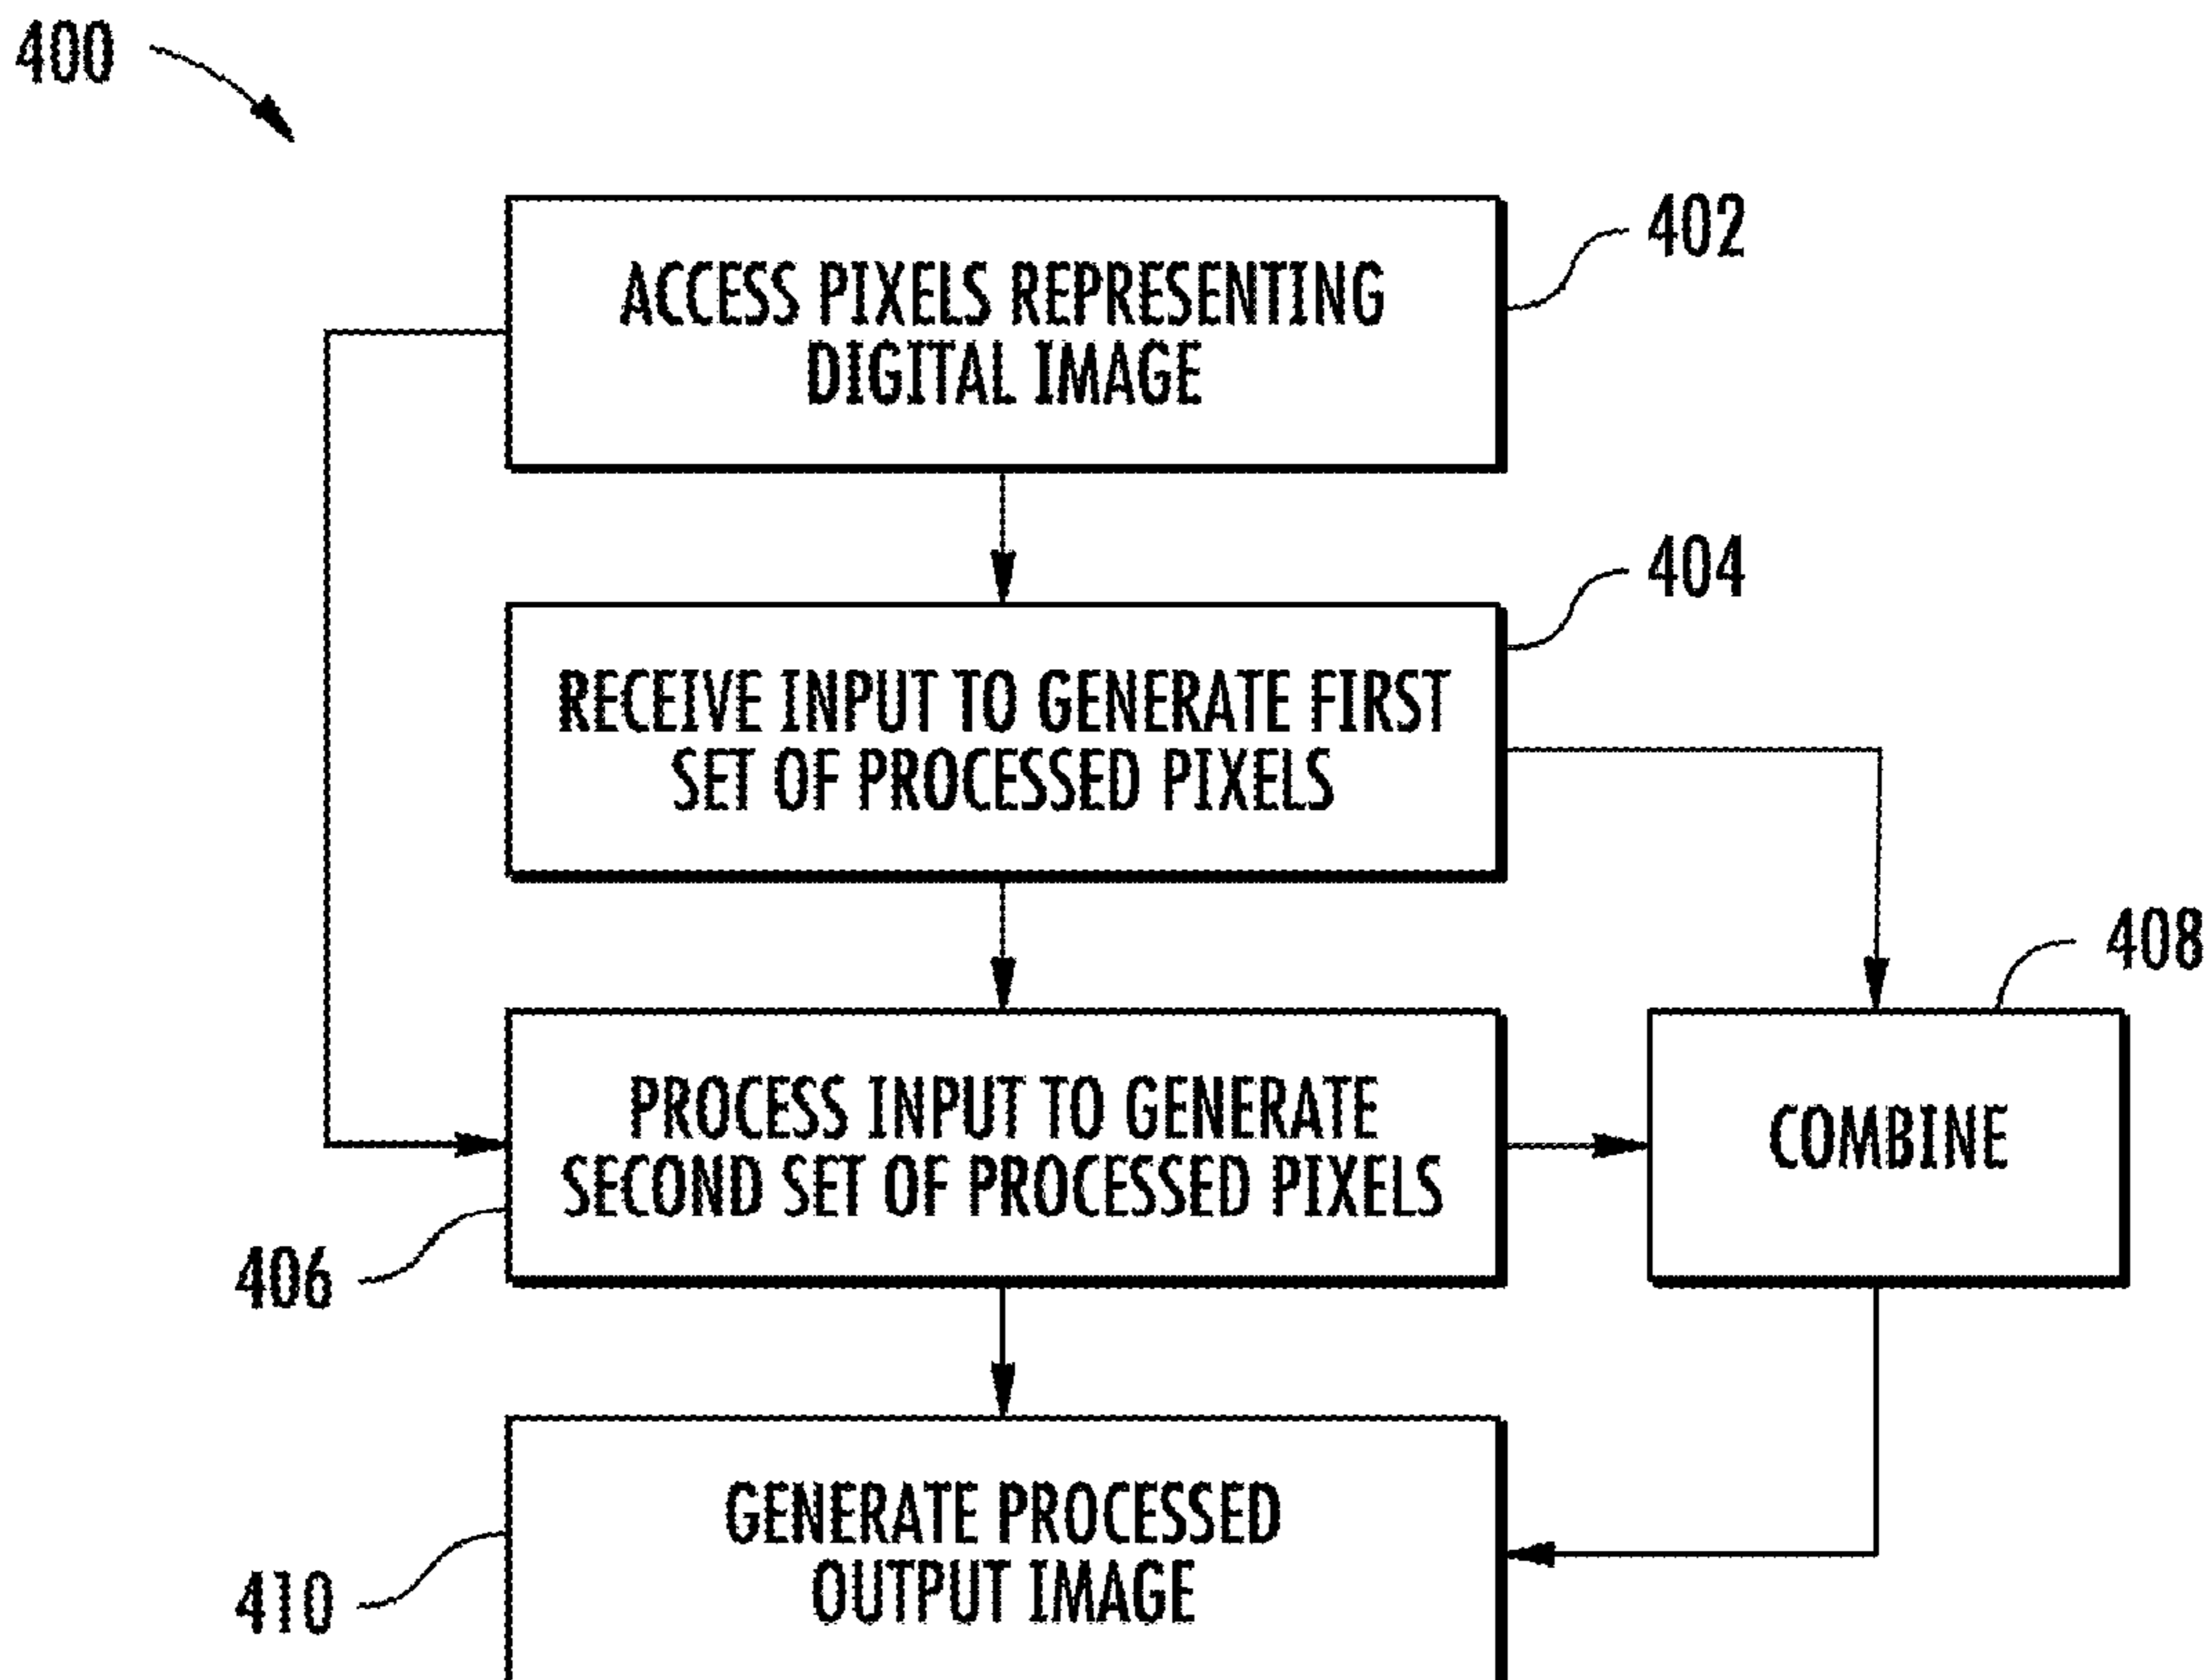 400
402
ACCESS PIXELS REPRESENTING
DIGITAL IMAGE
404
RECEIVE INPUT TO GENERATE FIRST
SET OF PROCESSED PIXELS
408
PROCESS INPUT TO GENERATE
SECOND SET OF PROCESSED PIXELS
COMBINE
406
GENERATE PROCESSED
OUTPUT IMAGE
410